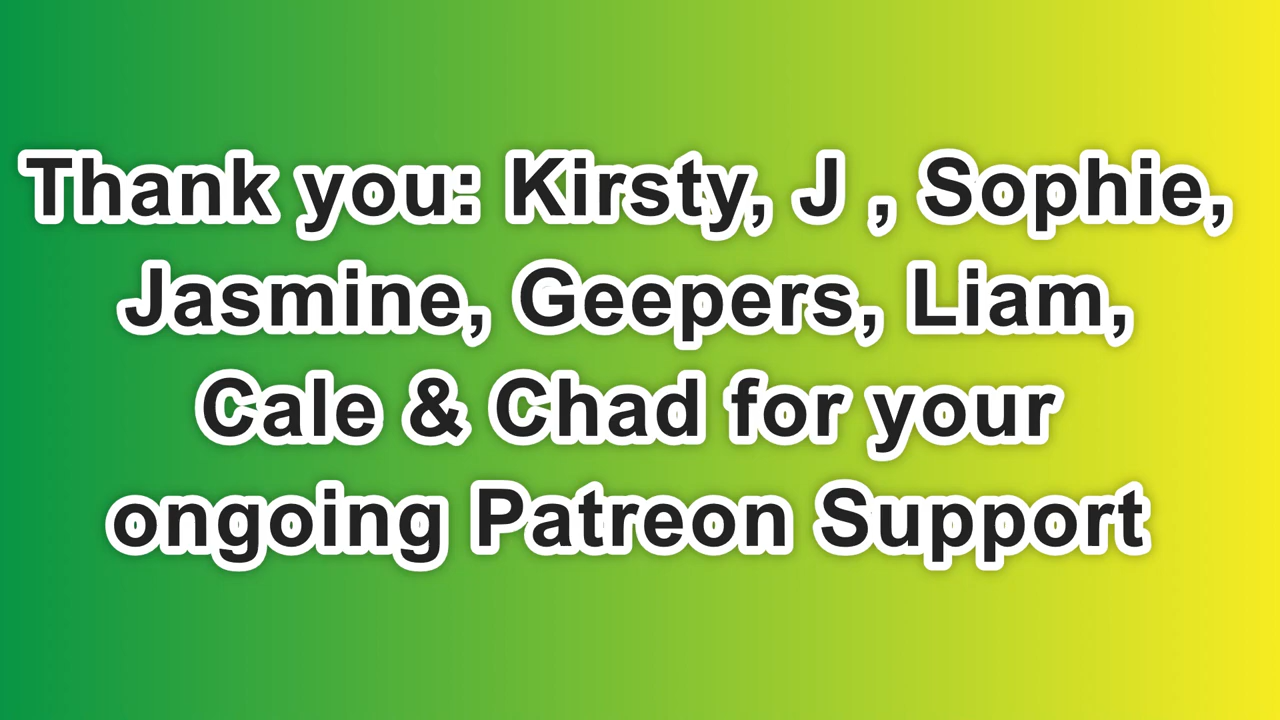 Thank you: Kirsty, J , Sophie,
Jasmine, Geepers, Liam,
Cale & Chad for your
ongoing Patreon Support